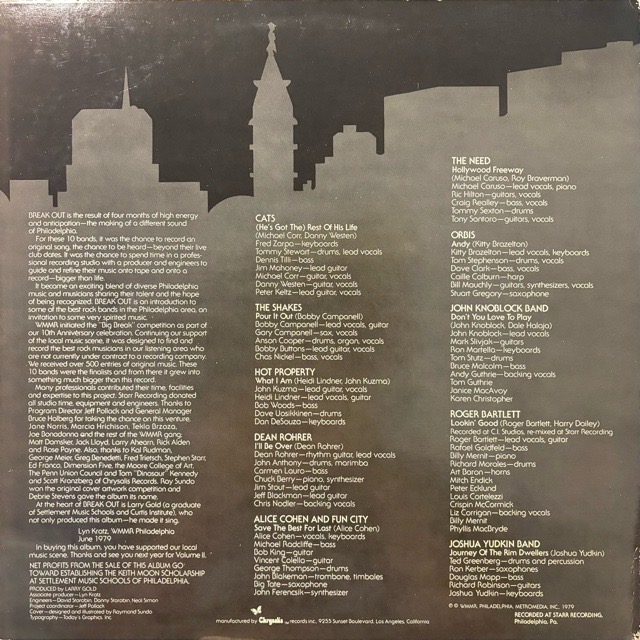 BREAK OUT is the result of four months of high energy
and anticipation—the making of a different sound
of Philadelphia.
For these 10 bands, it was the chance to record an
original song, the chance to be heard—beyond their live
club dates. It was the chance to spend time in a profes-
sional recording studio with a producer and engineers to
guide and refine their music onto tape and onto a
record—bigger than life.
It became an exciting blend of diverse Philadelphia
music and musicians sharing their talent and the hope
of being recognized. BREAK OUT is an introduction to
some of the best rock bands in the Philadelphia area, an
invitation to some very spirited music.
WMMR initiated the "Big Break" competition as part of
our 10th Anniversary celebration. Continuing our support
of the local music scene, it was designed to find and
record the best rock musicians in our listening area who
are not currently under contract to a recording company.
We received over 500 entries of original music. These
10 bands were the finalists and from there it grew into
something much bigger than this record.
Many professionals contributed their time, facilities
and expertise to this project. Starr Recording donated
all studio time, equipment and engineers. Thanks to
Program Director Jeff Pollack and General Manager
Bruce Holberg for taking the chance on this venture.
Jane Norris, Marcia Hrichison, Tekla Brzoza,
Joe Bonadonna and the rest of the WMMR gang;
Matt Damsker, Jack Lloyd, Larry Ahearn, Rick Alden
and Rose Payne. Also, thanks to Kal Rudman,
George Meier, Greg Benedetti, Fred Trietsch, Stephen Starr,
Ed Franco, Dimension Five, the Moore College of Art,
The Penn Union Council and Tom "Dinosaur" Kennedy
and Scott Kranzberg of Chrysalis Records. Ray Sundo
won the original cover artwork competition and
Debrie Stevens gave the album its name.
At the heart of BREAK OUT is Larry Gold (a graduate
of Settlement Music Schools and Curtis Institute), who
not only produced this album—he made it sing.
Lyn Kratz, WMMR Philadelphia
June 1979
In buying this album, you have supported our local
music scene. Thanks and see you next year for Volume II.
NET PROFITS FROM THE SALE OF THIS ALBUM GO
TOWARD ESTABLISHING THE KEITH MOON SCHOLARSHIP
AT SETTLEMENT MUSIC SCHOOLS OF PHILADELPHIA.
PRODUCED by LARRY GOLD
Associate producer—Lyn Kratz
Engineers—David Starobin, Danny Starobin, Neal Simon
Project coordinator—Jeff Pollack
Cover—designed and illustrated by Raymond Sundo
Typography—Today's Graphics, Inc.
CATS
(He's Got The) Rest Of His Life
(Michael Corr, Danny Westen)
Fred Zarpa—keyboards
Tommy Stewart—drums, lead vocals
Dennis Tilli—bass
Jim Mahoney—lead guitar
Michael Corr—guitar, vocals
Danny Westen—guitar, vocals
Peter Keltz—lead guitar, vocals
THE SHAKES
Pour It Out (Bobby Campanell)
Bobby Campanell—lead vocals, guitar
Gary Campanell—sax, vocals
Anson Cooper—drums, organ, vocals
Bobby Buttons—lead guitar, vocals
Chas Nickel—bass, vocals
HOT PROPERTY
What I Am (Heidi Lindner, John Kuzma)
John Kuzma—lead guitar, vocals
Heidi Lindner—lead vocals, guitar
Bob Woods—bass
Dave Uosikkinen—drums
Dan DeSouza—keyboards
DEAN ROHRER
I'll Be Over (Dean Rohrer)
Dean Rohrer—rhythm guitar, lead vocals
John Anthony—drums, marimba
Carmen Lauro—bass
Chuck Berry—piano, synthesizer
Jim Stout—lead guitar
Jeff Blackman—lead guitar
Chris Nadler—backing vocals
ALICE COHEN AND FUN CITY
Save The Best For Last (Alice Cohen)
Alice Cohen—vocals, keyboards
Michael Radcliffe—bass
Bob King—guitar
Vincent Colella—guitar
George Thompson—drums
John Blakeman—trombone, timbales
Big Tate—saxophone
John Ferencsik—synthesizer
THE NEED
Hollywood Freeway
(Michael Caruso, Roy Braverman)
Michael Caruso—lead vocals, piano
Ric Hilton—guitars, vocals
Craig Realley—bass, vocals
Tommy Sexton—drums
Tony Santoro—guitars, vocals
ORBIS
Andy (Kitty Brazelton)
Kitty Brazelton—lead vocals, keyboards
Tom Stephenson—drums, vocals
Dave Clark—bass, vocals
Caille Colburn—harp
Bill Mauchly—guitars, synthesizers, vocals
Stuart Gregory—saxophone
JOHN KNOBLOCK BAND
Don't You Love To Play
(John Knoblock, Dale Halaja)
John Knoblock—lead vocals
Mark Slivjak—guitars
Ron Martella—keyboards
Tom Stutz—drums
Bruce Malcolm—bass
Andy Guthrie—backing vocals
Tom Guthrie
Janice MacAvoy
Karen Christopher
ROGER BARTLETT
Lookin' Good (Roger Bartlett, Harry Dailey)
Recorded at C.I. Studios, re-mixed at Starr Recording
Roger Bartlett—lead vocals, guitar
Rafael Goldfeld—bass
Billy Mernit—piano
Richard Morales—drums
Art Baron—horns
Mitch Endick
Peter Ecklund
Louis Cortelezzi
Crispin McCormick
Liz Corrigan—backing vocals
Billy Mernit
Phyllis MacBryde
JOSHUA YUDKIN BAND
Journey Of The Rim Dwellers (Joshua Yudkin)
Ted Greenberg—drums and percussion
Ron Kerber—saxophones
Douglas Mapp—bass
Richard Robinson—guitars
Joshua Yudkin—keyboards
℗ © WMMR, PHILADELPHIA, METROMEDIA, INC. 1979
RECORDED AT STARR RECORDING,
Philadelphia, Pa.
manufactured by Chrysalis records inc., 9255 Sunset Boulevard, Los Angeles, California